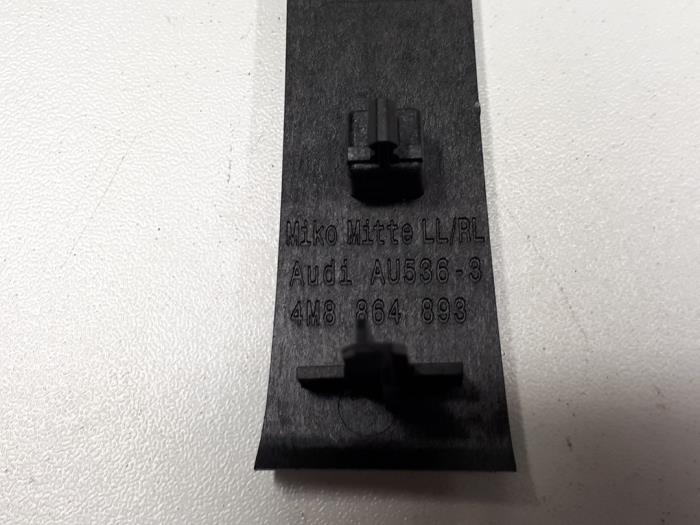 Miko Mitte LL/RL
Audi AU536-3
4M8 864 893